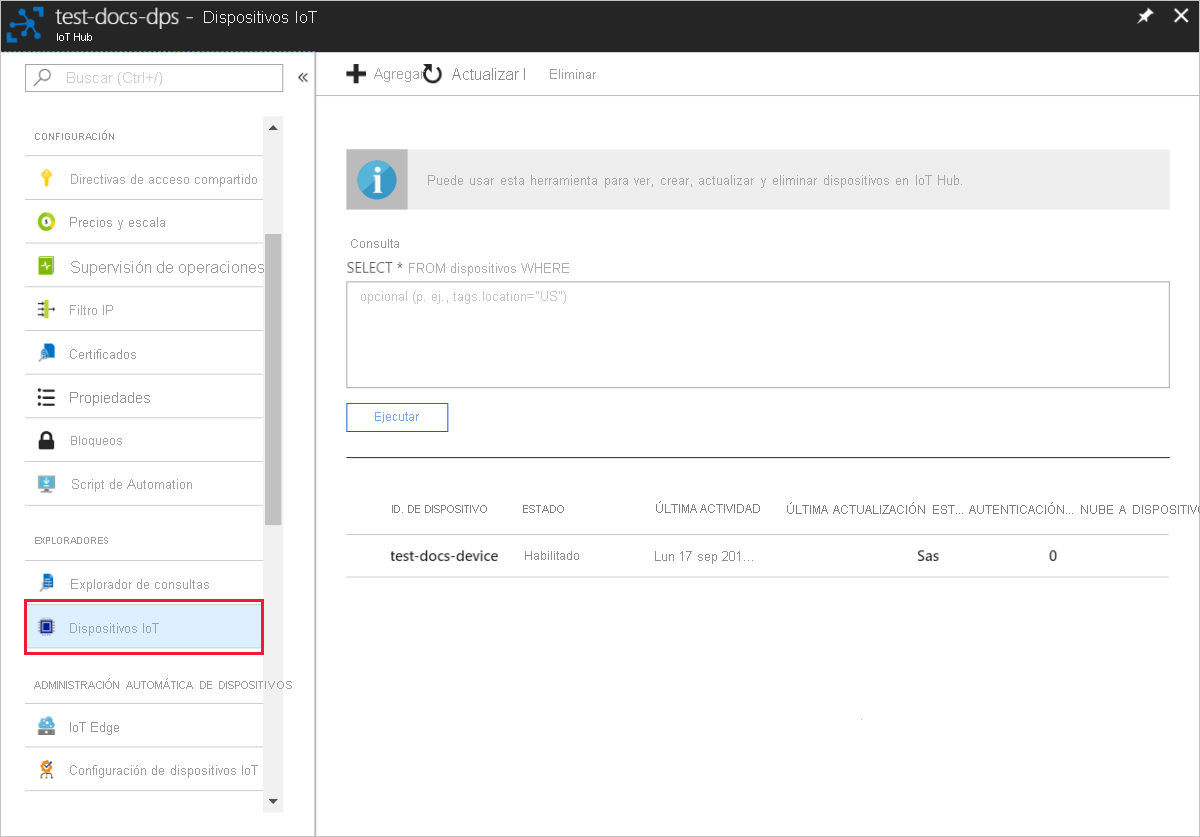 test-docs-dps - Dispositivos IoT
IoT Hub
Buscar (Ctrl+/)
«
CONFIGURACIÓN
Directivas de acceso compartido
Precios y escala
Supervisión de operaciones
Filtro IP
Certificados
Propiedades
Bloqueos
Script de Automation
EXPLORADORES
Explorador de consultas
Dispositivos IoT
ADMINISTRACIÓN AUTOMÁTICA DE DISPOSITIVOS
IoT Edge
Configuración de dispositivos IoT
Agregar Actualizar | Eliminar
Puede usar esta herramienta para ver, crear, actualizar y eliminar dispositivos en IoT Hub.
Consulta
SELECT * FROM dispositivos WHERE
opcional (p. ej., tags.location="US")
Ejecutar
ID. DE DISPOSITIVO ESTADO ÚLTIMA ACTIVIDAD ÚLTIMA ACTUALIZACIÓN EST... AUTENTICACIÓN... NUBE A DISPOSITIVO
test-docs-device Habilitado Lun 17 sep 201... Sas 0